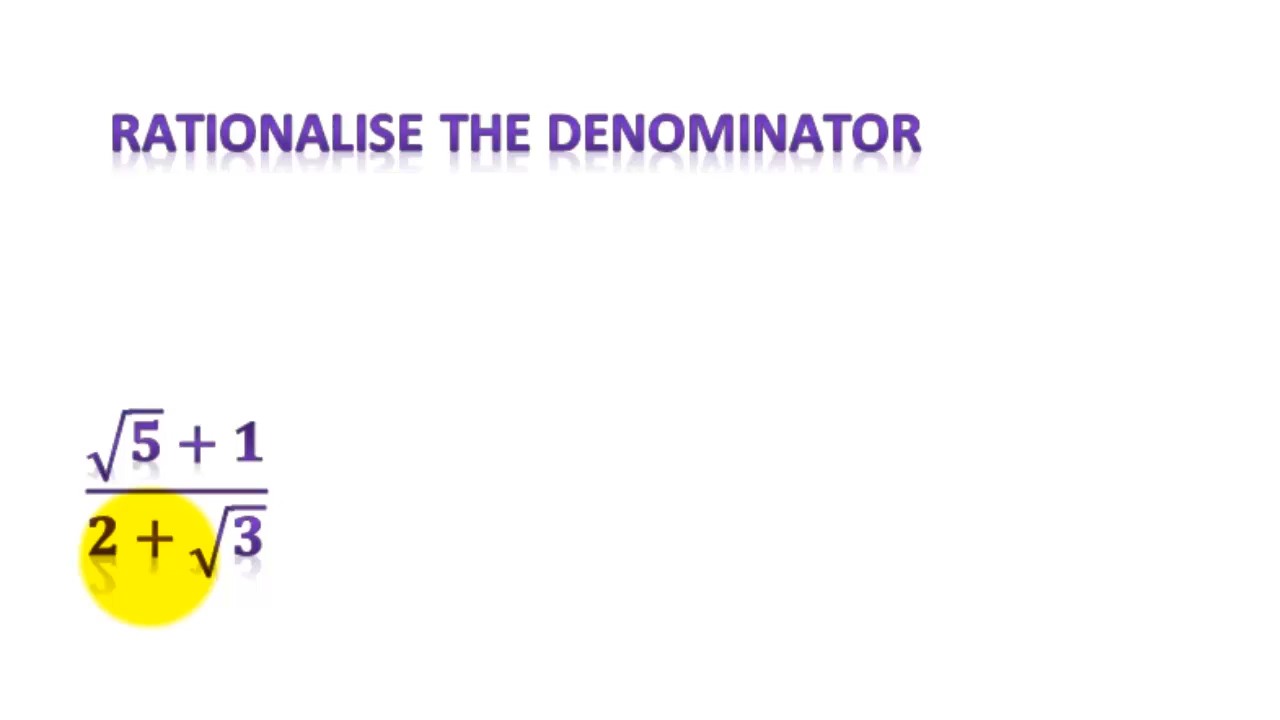 RATIONALISE THE DENOMINATOR
√5 + 1
2 + √3